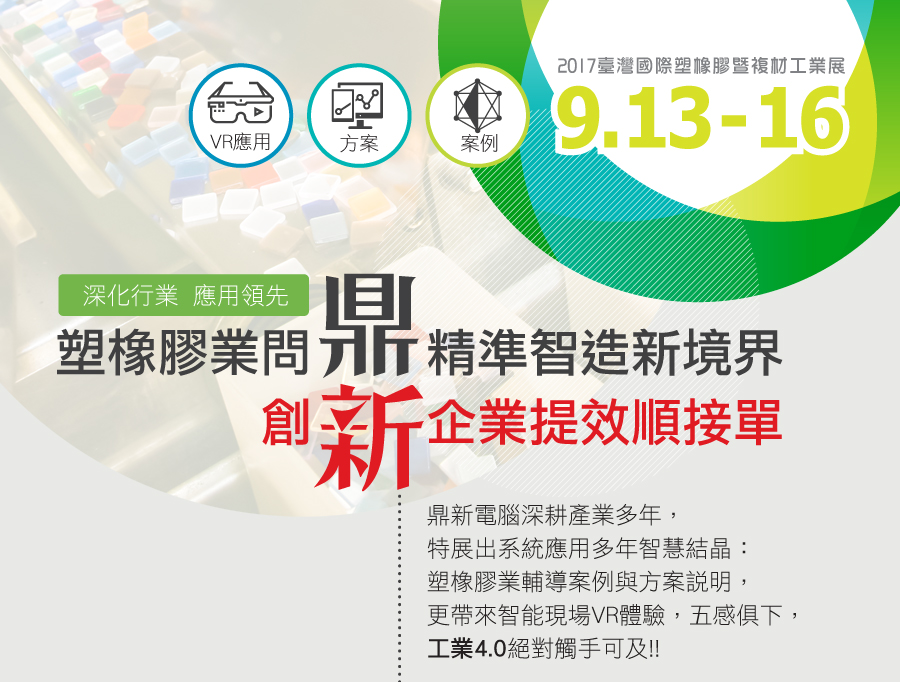 2017臺灣國際塑橡膠暨複材工業展
9.13-16
VR應用
方案
案例
深化行業 應用領先
塑橡膠業問鼎精準智造新境界
創新企業提效順接單
鼎新電腦深耕產業多年，
特展出系統應用多年智慧結晶：
塑橡膠業輔導案例與方案説明，
更帶來智能現場VR體驗，五感俱下，
工業4.0絕對觸手可及!!